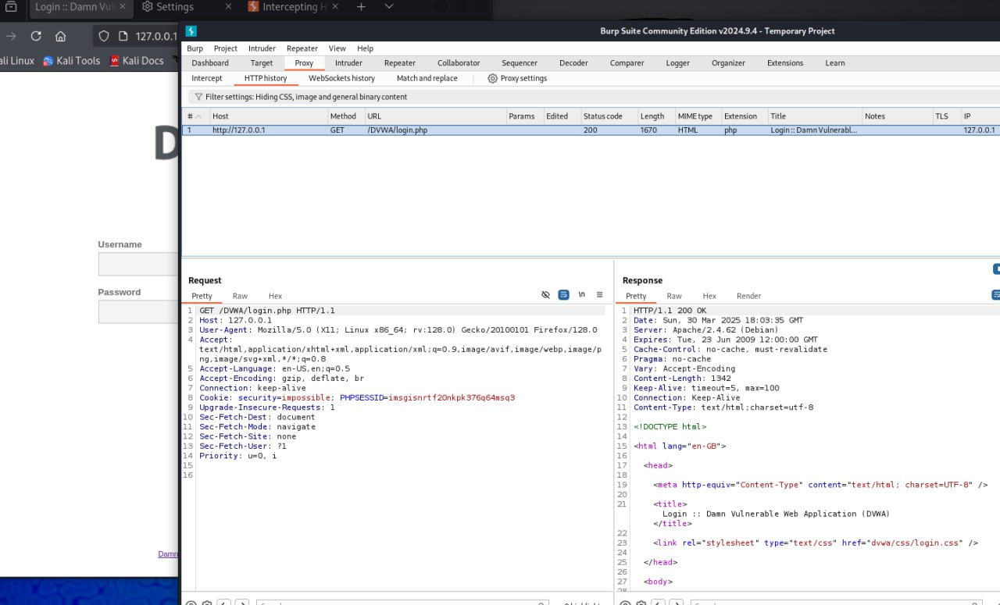 Login :: Damn Vul
Settings
Intercepting H
127.0.0.1
ali Linux
Kali Tools
Kali Docs
D
Username
Password
Damn
Burp Suite Community Edition v2024.9.4 - Temporary Project
Burp Project Intruder Repeater View Help
Dashboard Target Proxy Intruder Repeater Collaborator Sequencer Decoder Comparer Logger Organizer Extensions Learn
Intercept HTTP history WebSockets history Match and replace Proxy settings
Filter settings: Hiding CSS, image and general binary content
# Host Method URL Params Edited Status code Length MIME type Extension Title Notes TLS IP
1 http://127.0.0.1 GET /DVWA/login.php 200 1670 HTML php Login :: Damn Vulnerabl... 127.0.0.1
Request
Pretty Raw Hex \n
1 GET /DVWA/login.php HTTP/1.1
2 Host: 127.0.0.1
3 User-Agent: Mozilla/5.0 (X11; Linux x86_64; rv:128.0) Gecko/20100101 Firefox/128.0
4 Accept:
text/html,application/xhtml+xml,application/xml;q=0.9,image/avif,image/webp,image/p
ng,image/svg+xml,*/*;q=0.8
5 Accept-Language: en-US,en;q=0.5
6 Accept-Encoding: gzip, deflate, br
7 Connection: keep-alive
8 Cookie: security=impossible; PHPSESSID=imsgisnrtf20nkpk376q64msq3
9 Upgrade-Insecure-Requests: 1
10 Sec-Fetch-Dest: document
11 Sec-Fetch-Mode: navigate
12 Sec-Fetch-Site: none
13 Sec-Fetch-User: ?1
14 Priority: u=0, i
15
16
Response
Pretty Raw Hex Render
1 HTTP/1.1 200 OK
2 Date: Sun, 30 Mar 2025 18:03:35 GMT
3 Server: Apache/2.4.62 (Debian)
4 Expires: Tue, 23 Jun 2009 12:00:00 GMT
5 Cache-Control: no-cache, must-revalidate
6 Pragma: no-cache
7 Vary: Accept-Encoding
8 Content-Length: 1342
9 Keep-Alive: timeout=5, max=100
10 Connection: Keep-Alive
11 Content-Type: text/html;charset=utf-8
12
13 <!DOCTYPE html>
14
15 <html lang="en-GB">
16
17 <head>
18
19 <meta http-equiv="Content-Type" content="text/html; charset=UTF-8" />
20
21 <title>
Login :: Damn Vulnerable Web Application (DVWA)
</title>
22
23 <link rel="stylesheet" type="text/css" href="dvwa/css/login.css" />
24
25 </head>
26
27 <body>
28